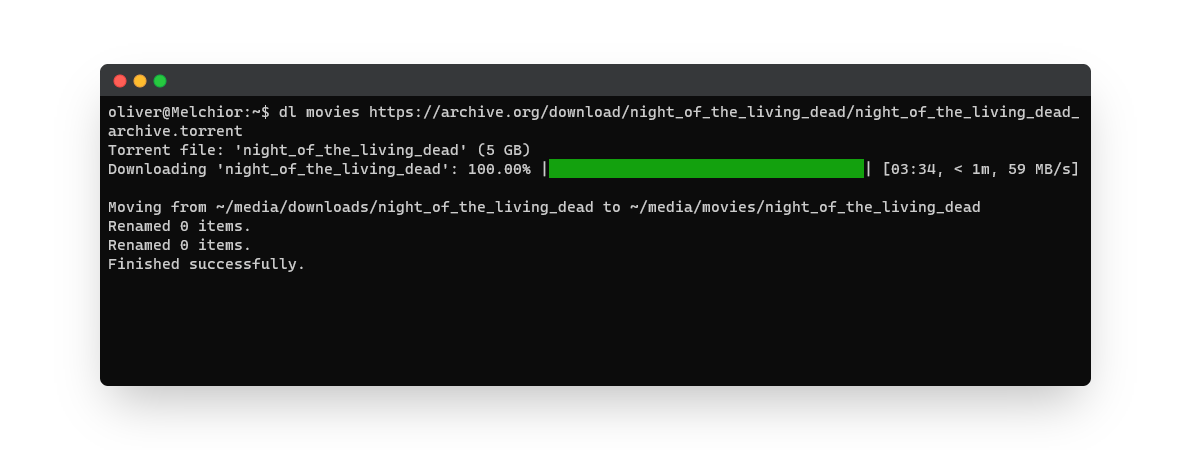 oliver@Melchior:~$ dl movies https://archive.org/download/night_of_the_living_dead/night_of_the_living_dead_
archive.torrent
Torrent file: 'night_of_the_living_dead' (5 GB)
Downloading 'night_of_the_living_dead': 100.00% | | [03:34, < 1m, 59 MB/s]
Moving from ~/media/downloads/night_of_the_living_dead to ~/media/movies/night_of_the_living_dead
Renamed 0 items.
Renamed 0 items.
Finished successfully.